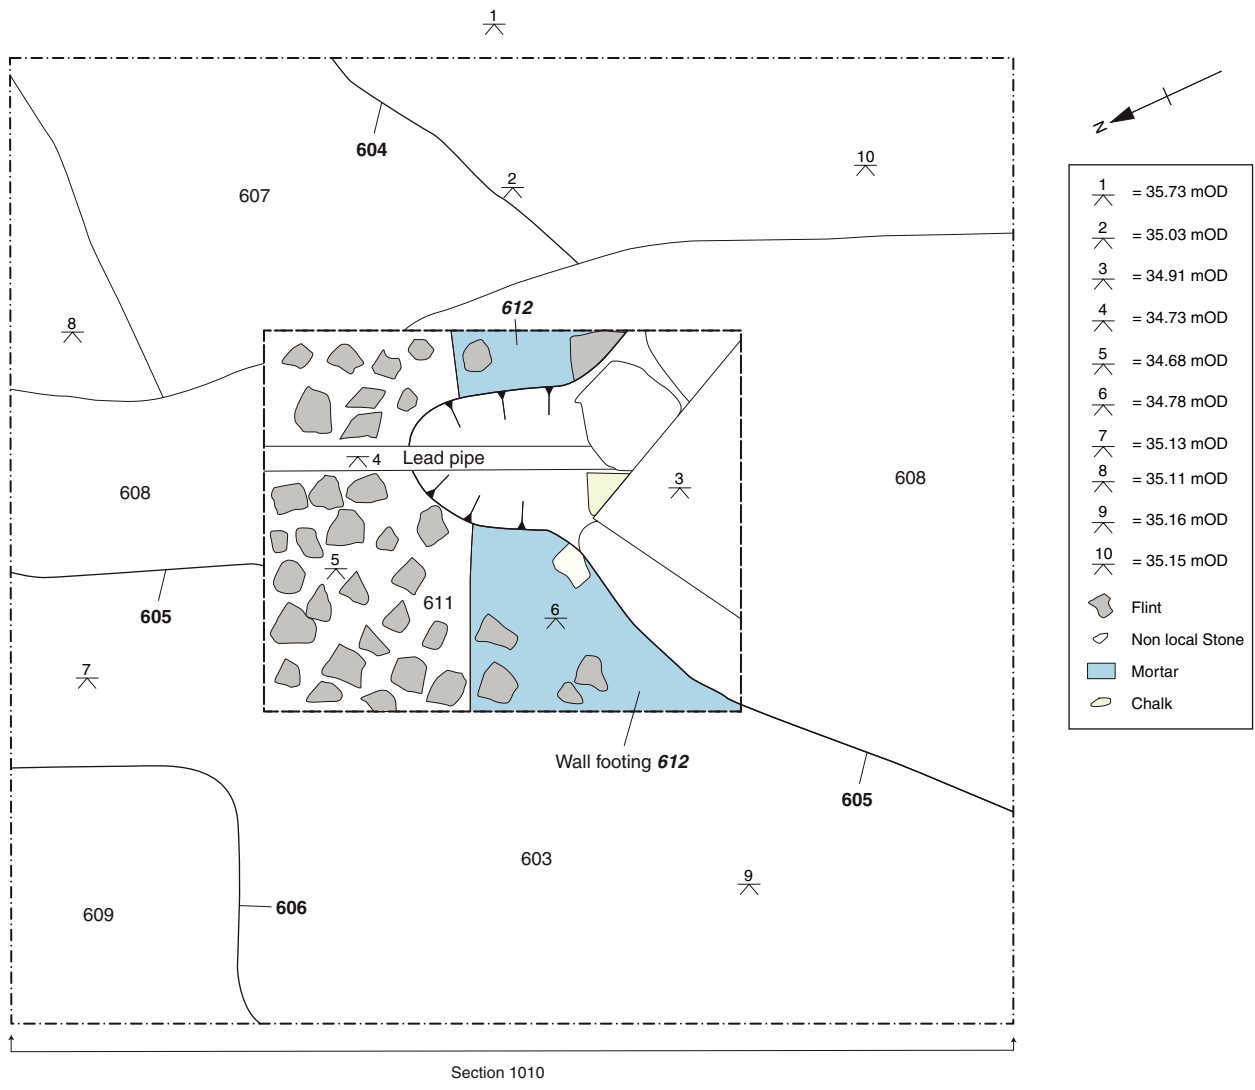 1
604
2
10
607
8
612
4 Lead pipe
3
608
608
5
611
6
605
7
Wall footing 612
605
603
9
609
606
Section 1010
N
1 = 35.73 mOD
2 = 35.03 mOD
3 = 34.91 mOD
4 = 34.73 mOD
5 = 34.68 mOD
6 = 34.78 mOD
7 = 35.13 mOD
8 = 35.11 mOD
9 = 35.16 mOD
10 = 35.15 mOD
Flint
Non local Stone
Mortar
Chalk